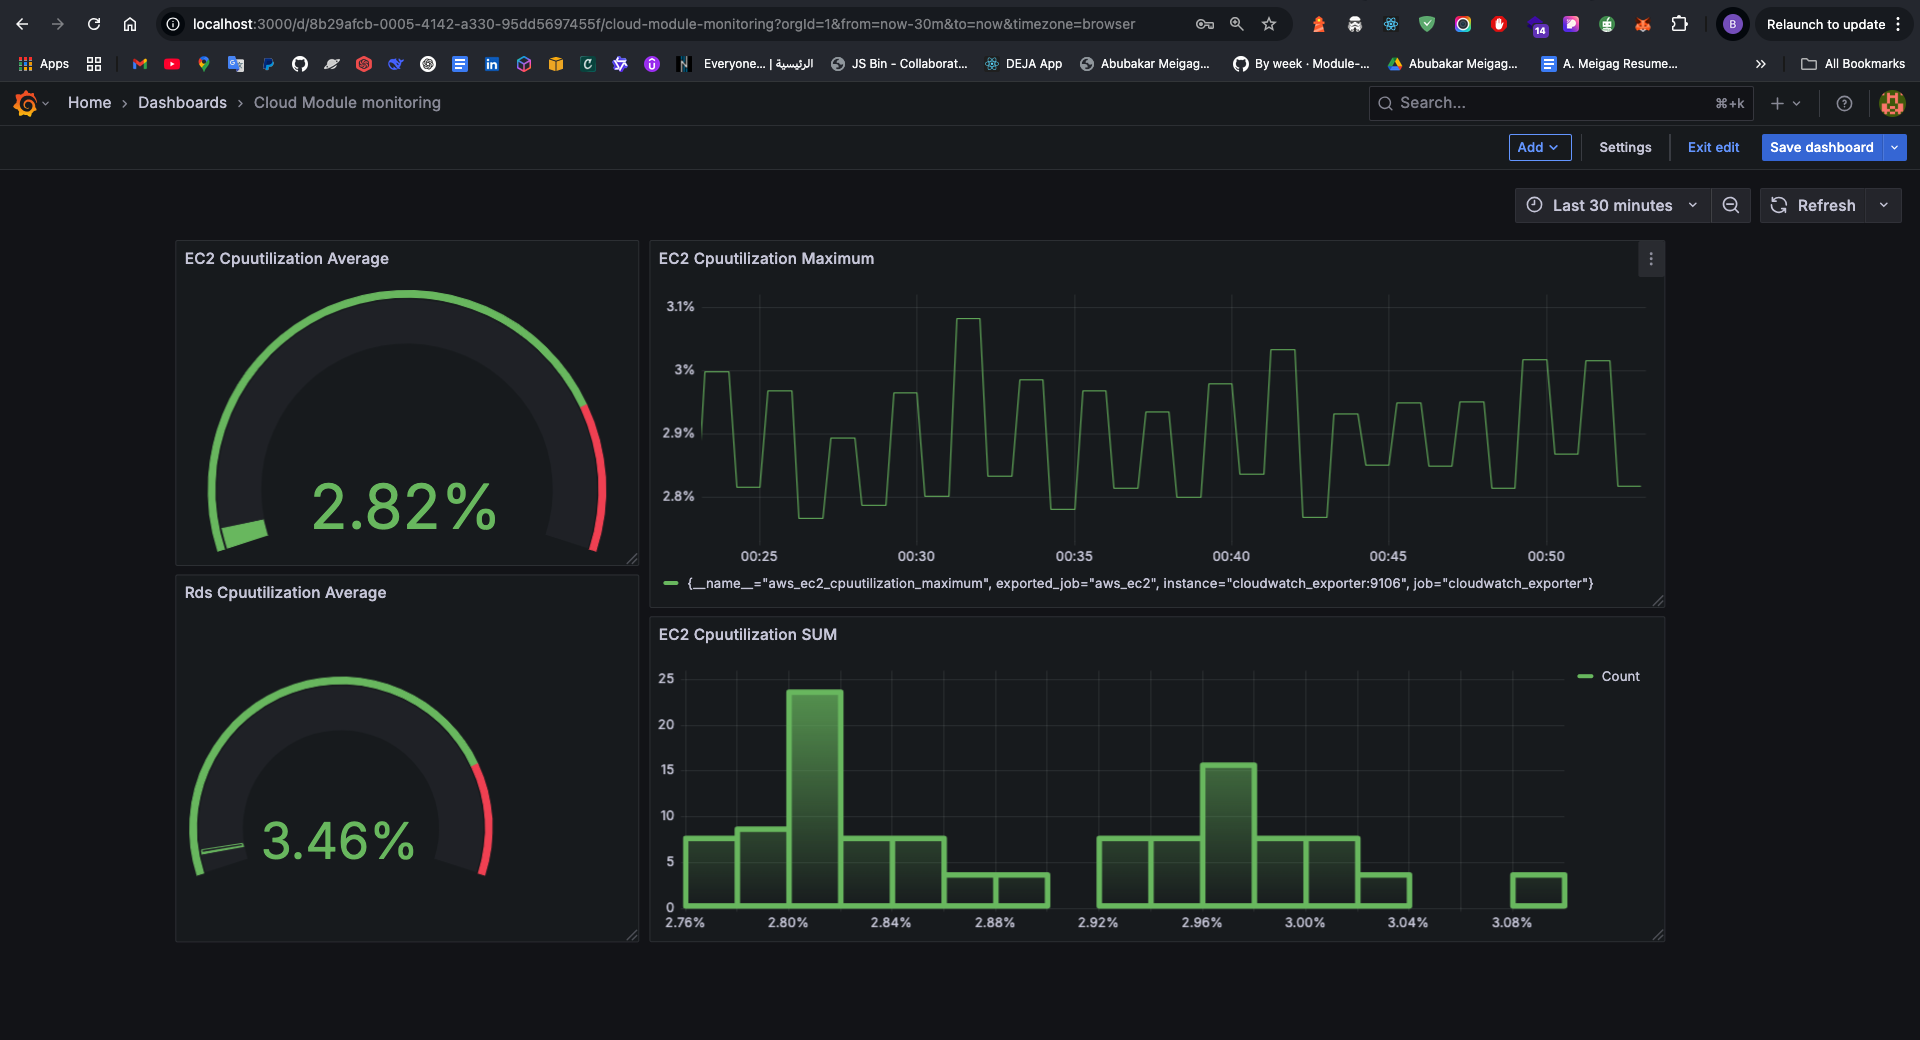 localhost:3000/d/8b29afcb-0005-4142-a330-95dd5697455f/cloud-module-monitoring?orgId=1&from=now-30m&to=now&timezone=browser
14
B
Relaunch to update
Apps
Everyone... | الرئيسية
JS Bin - Collaborat...
DEJA App
Abubakar Meigag...
By week · Module-...
Abubakar Meigag...
A. Meigag Resume...
All Bookmarks
Home › Dashboards › Cloud Module monitoring
Search...
⌘+k
Add
Settings
Exit edit
Save dashboard
Last 30 minutes
Refresh
EC2 Cpuutilization Average
2.82%
EC2 Cpuutilization Maximum
3.1%
3%
2.9%
2.8%
00:25 00:30 00:35 00:40 00:45 00:50
{__name__="aws_ec2_cpuutilization_maximum", exported_job="aws_ec2", instance="cloudwatch_exporter:9106", job="cloudwatch_exporter"}
Rds Cpuutilization Average
3.46%
EC2 Cpuutilization SUM
25
20
15
10
5
0
2.76% 2.80% 2.84% 2.88% 2.92% 2.96% 3.00% 3.04% 3.08%
Count